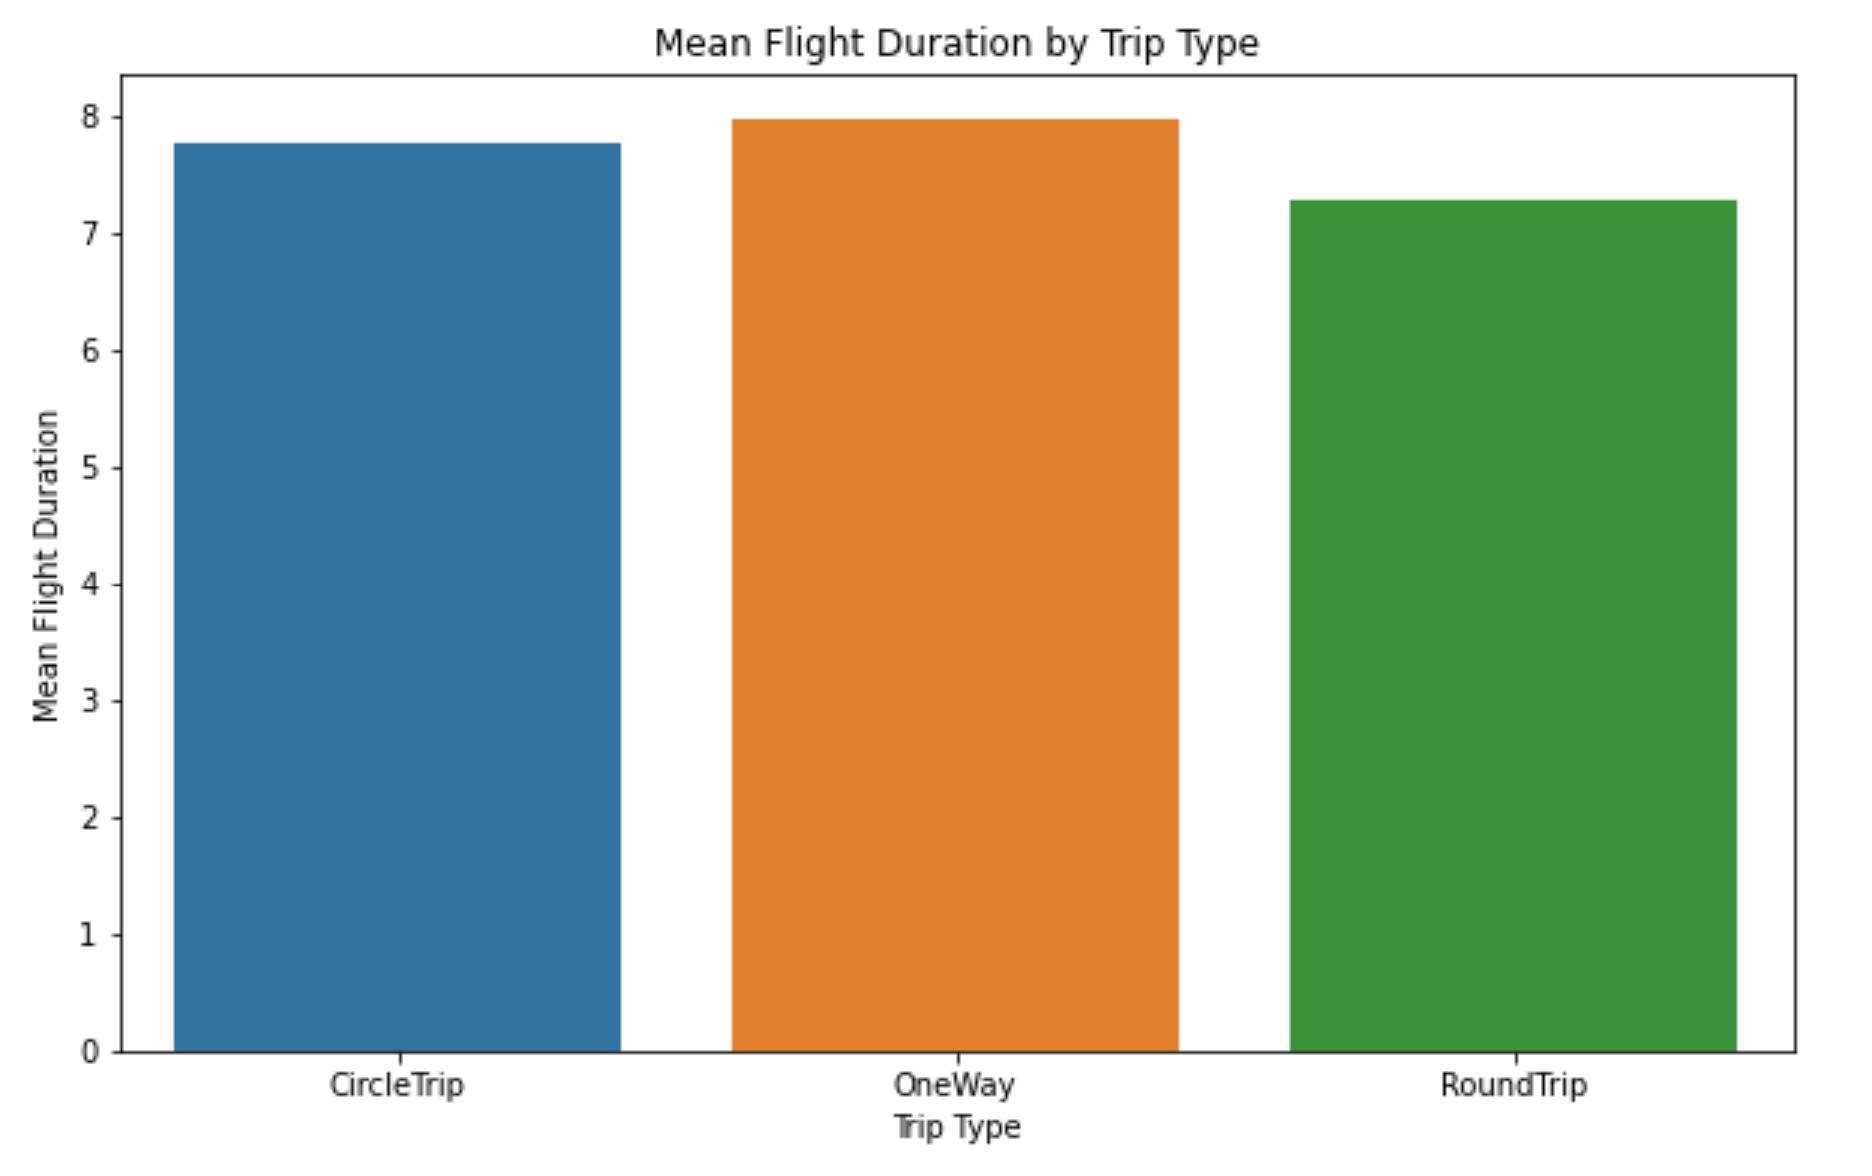 Mean Flight Duration by Trip Type
Mean Flight Duration
8
7
6
5
4
3
2
1
0
CircleTrip
OneWay
RoundTrip
Trip Type